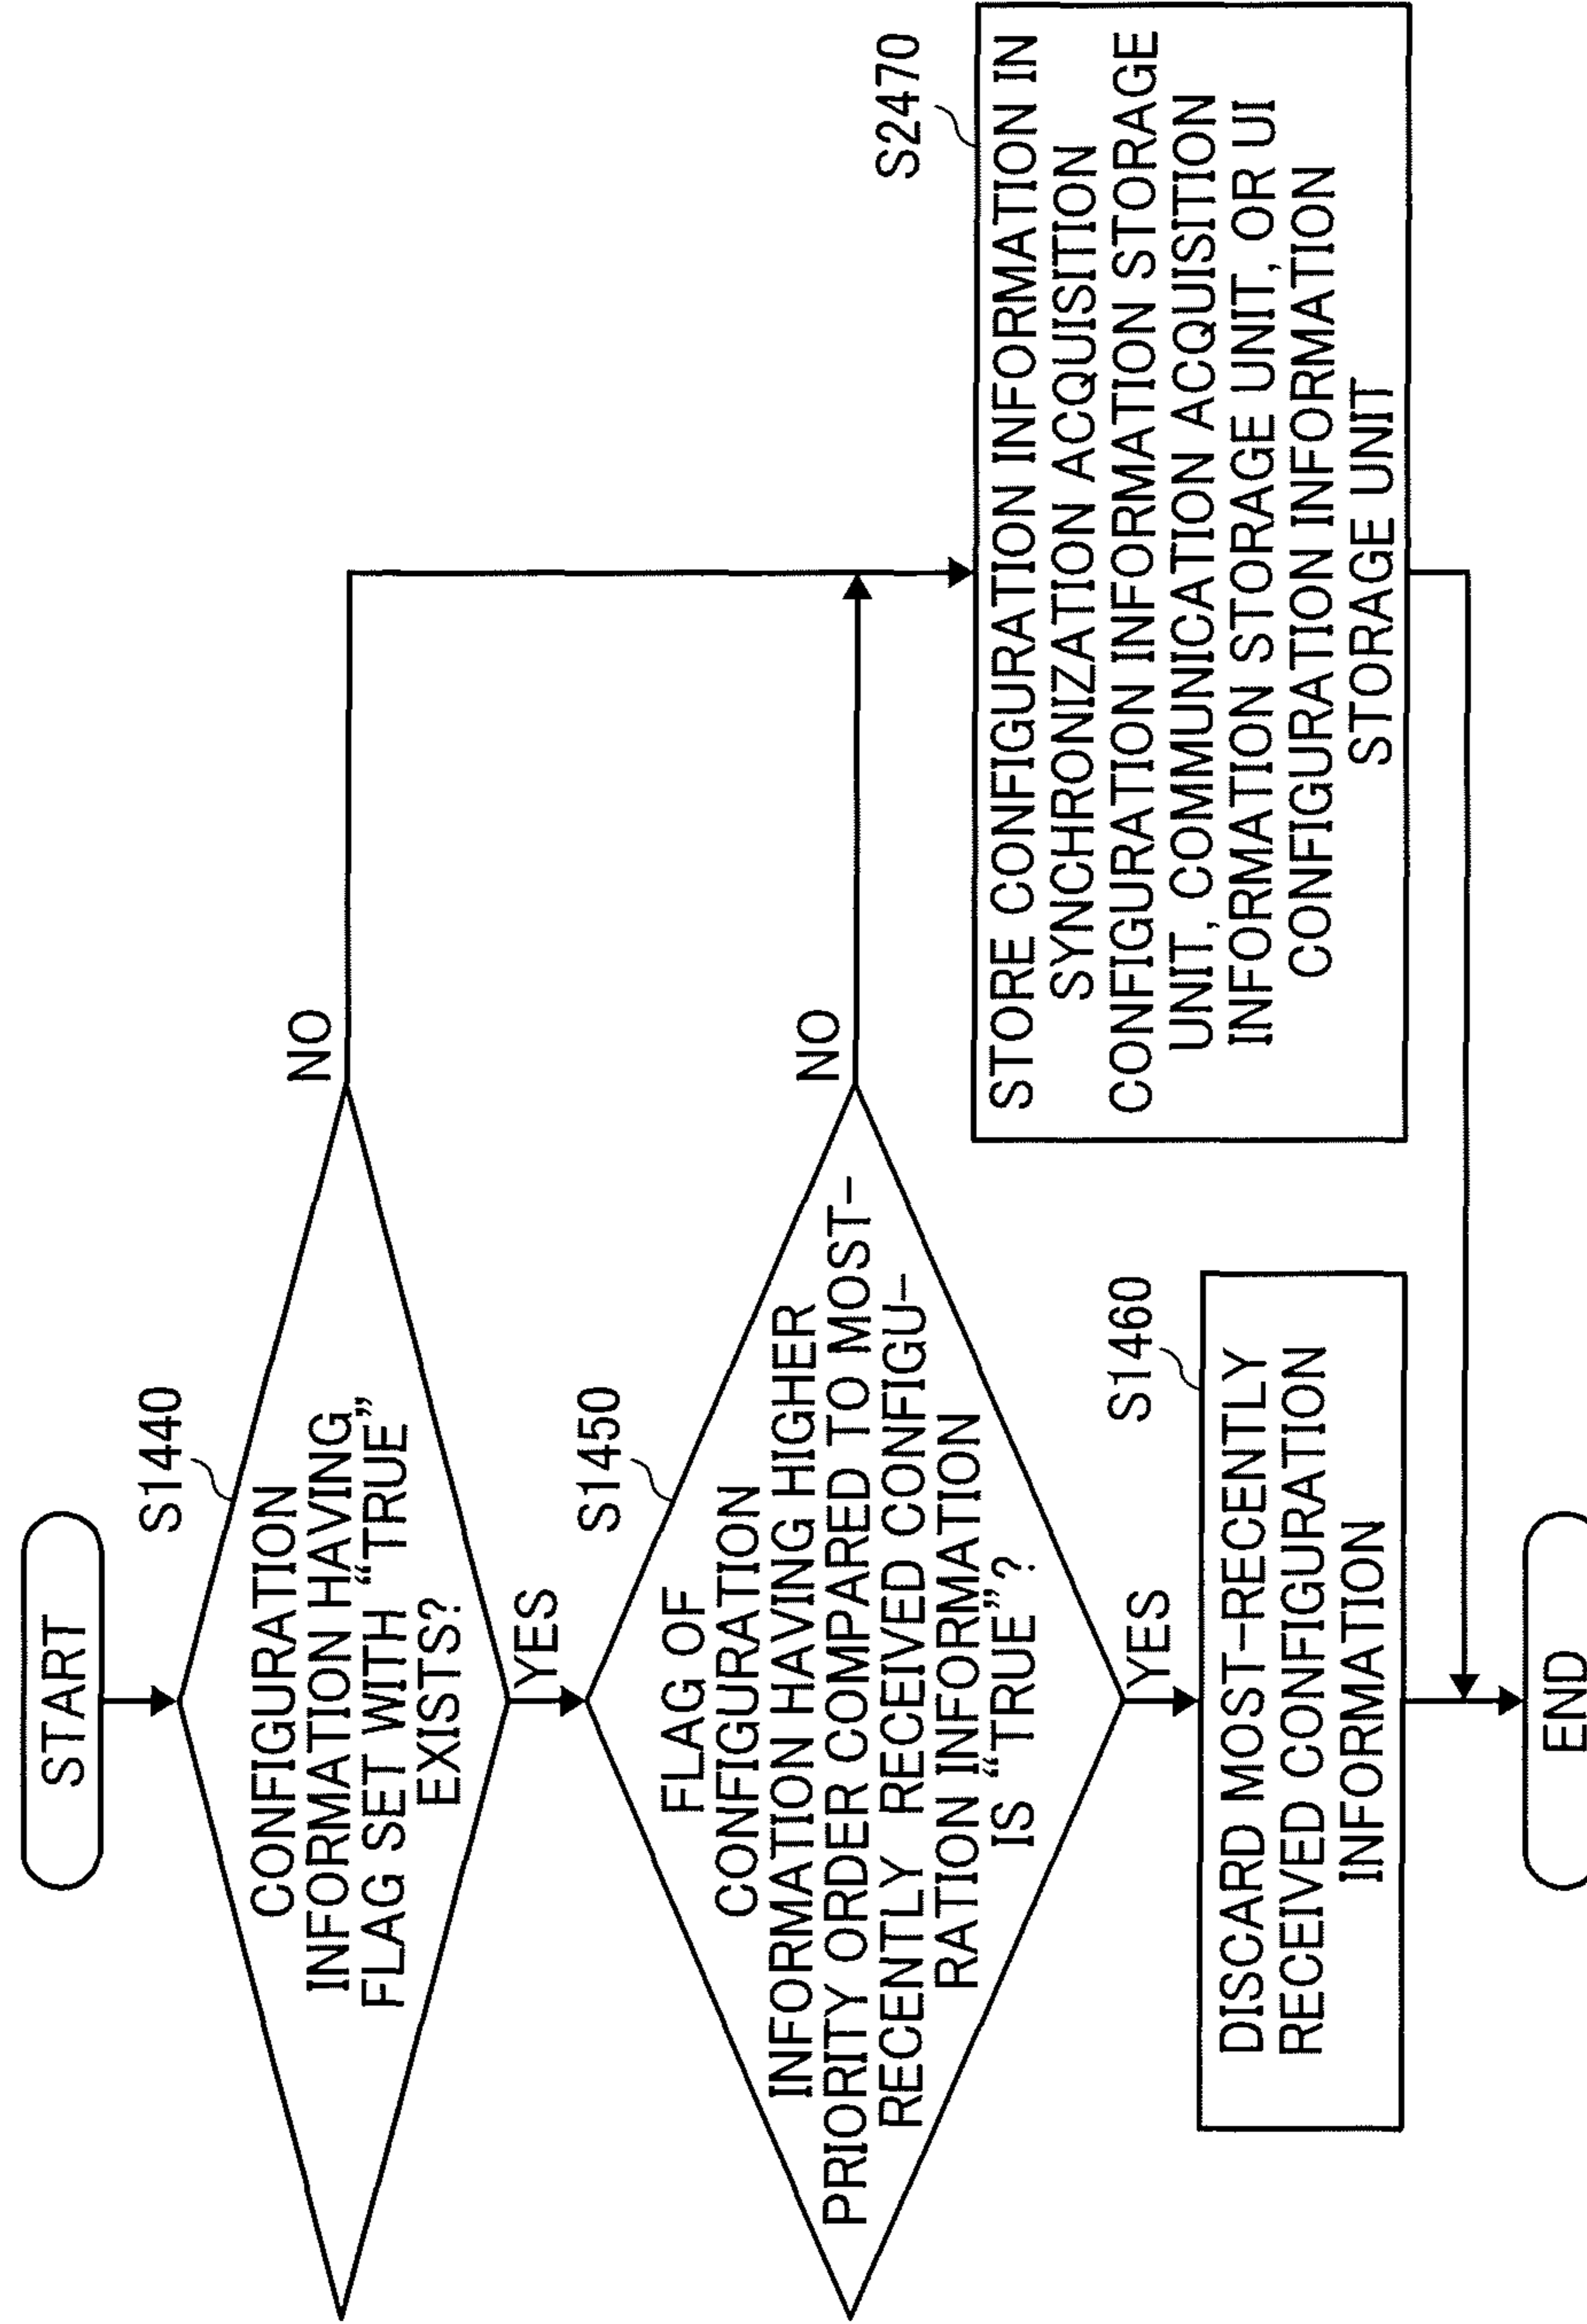 START
S1440
CONFIGURATION
INFORMATION HAVING
FLAG SET WITH “TRUE”
EXISTS?
NO
YES
S1450
FLAG OF
CONFIGURATION
INFORMATION HAVING HIGHER
PRIORITY ORDER COMPARED TO MOST-
RECENTLY RECEIVED CONFIGU-
RATION INFORMATION
IS “TRUE”?
NO
YES
S1460
DISCARD MOST-RECENTLY
RECEIVED CONFIGURATION
INFORMATION
S2470
STORE CONFIGURATION INFORMATION IN
SYNCHRONIZATION ACQUISITION
CONFIGURATION INFORMATION STORAGE
UNIT, COMMUNICATION ACQUISITION
INFORMATION STORAGE UNIT, OR UI
CONFIGURATION INFORMATION
STORAGE UNIT
END